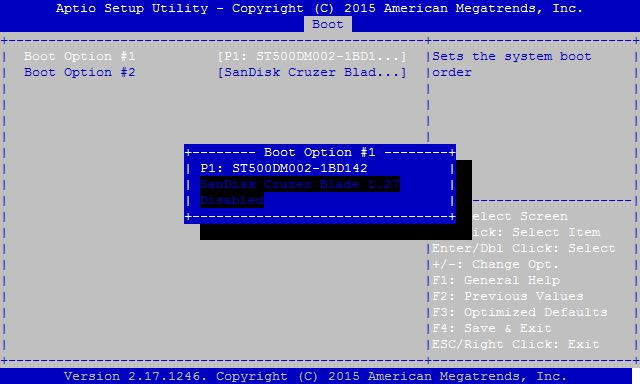 Aptio Setup Utility - Copyright (C) 2015 American Megatrends, Inc.
Boot
Boot Option #1 [P1: ST500DM002-1BD1...]
Boot Option #2 [SanDisk Cruzer Blad...]
Sets the system boot
order
Boot Option #1
P1: ST500DM002-1BD142
SanDisk Cruzer Blade 1.27
Disabled
elect Screen
ick: Select Item
Enter/Dbl Click: Select
+/-: Change Opt.
F1: General Help
F2: Previous Values
F3: Optimized Defaults
F4: Save & Exit
ESC/Right Click: Exit
Version 2.17.1246. Copyright (C) 2015 American Megatrends, Inc.